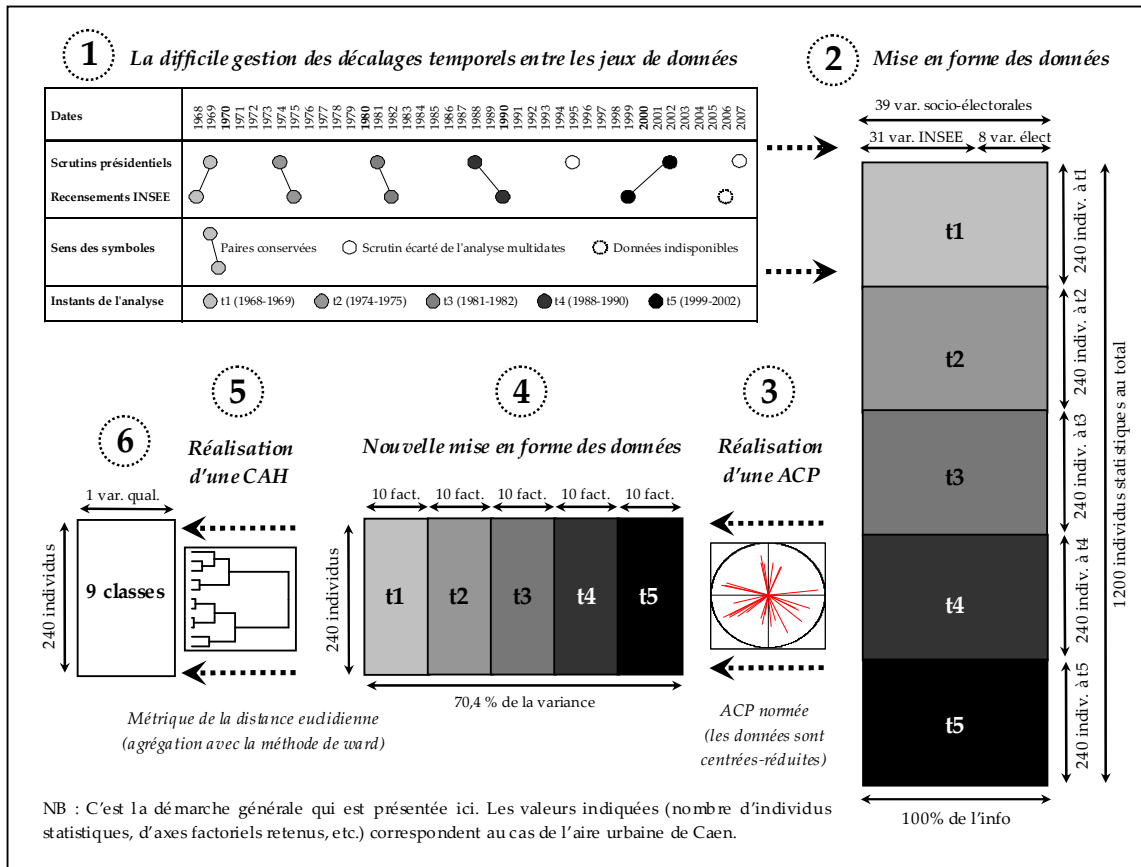 1 La difficile gestion des décalages temporels entre les jeux de données
2 Mise en forme des données
Dates
1968 1969 1970 1971 1972 1973 1974 1975 1976 1977 1978 1979 1980 1981 1982 1983 1984 1985 1986 1987 1988 1989 1990 1991 1992 1993 1994 1995 1996 1997 1998 1999 2000 2001 2002 2003 2004 2005 2006 2007
Scrutins présidentiels
Recensements INSEE
Sens des symboles
Paires conservées
Scrutin écarté de l'analyse multidates
Données indisponibles
Instants de l'analyse
t1 (1968-1969)
t2 (1974-1975)
t3 (1981-1982)
t4 (1988-1990)
t5 (1999-2002)
39 var. socio-électorales
31 var. INSEE
8 var. élect
t1
t2
t3
t4
t5
240 indiv. à t1
240 indiv. à t2
240 indiv. à t3
240 indiv. à t4
240 indiv. à t5
1200 individus statistiques au total
100% de l'info
3
Réalisation
d'une ACP
ACP normée
(les données sont
centrées-réduites)
4
Nouvelle mise en forme des données
10 fact.
10 fact.
10 fact.
10 fact.
10 fact.
240 individus
t1
t2
t3
t4
t5
70,4 % de la variance
5
Réalisation
d'une CAH
Métrique de la distance euclidienne
(agrégation avec la méthode de ward)
6
1 var. qual.
240 individus
9 classes
NB : C'est la démarche générale qui est présentée ici. Les valeurs indiquées (nombre d'individus
statistiques, d'axes factoriels retenus, etc.) correspondent au cas de l'aire urbaine de Caen.